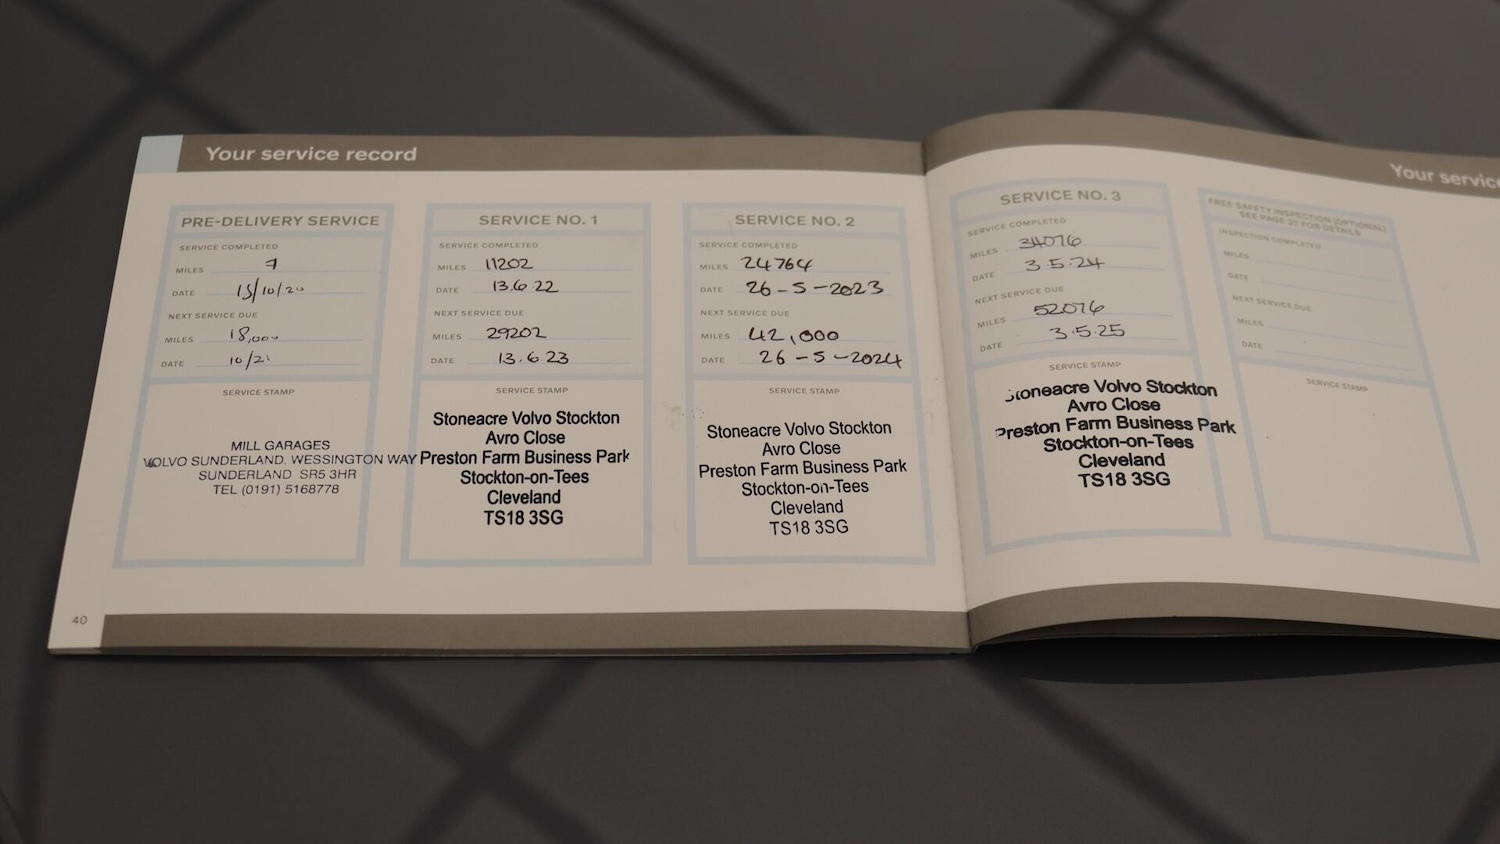 Your service record
PRE-DELIVERY SERVICE
SERVICE COMPLETED
MILES 7
DATE 15/10/20
NEXT SERVICE DUE
MILES 18,000
DATE 10/21
SERVICE STAMP
MILL GARAGES
VOLVO SUNDERLAND, WESSINGTON WAY
SUNDERLAND SR5 3HR
TEL (0191) 5168778
SERVICE NO. 1
SERVICE COMPLETED
MILES 11202
DATE 13.6.22
NEXT SERVICE DUE
MILES 29202
DATE 13.6.23
SERVICE STAMP
Stoneacre Volvo Stockton
Avro Close
Preston Farm Business Park
Stockton-on-Tees
Cleveland
TS18 3SG
SERVICE NO. 2
SERVICE COMPLETED
MILES 24764
DATE 26-5-2023
NEXT SERVICE DUE
MILES 42,000
DATE 26-5-2024
SERVICE STAMP
Stoneacre Volvo Stockton
Avro Close
Preston Farm Business Park
Stockton-on-Tees
Cleveland
TS18 3SG
40
Your service
SERVICE NO. 3
SERVICE COMPLETED
MILES 34076
DATE 3.5.24
NEXT SERVICE DUE
MILES 52076
DATE 3.5.25
SERVICE STAMP
Stoneacre Volvo Stockton
Avro Close
Preston Farm Business Park
Stockton-on-Tees
Cleveland
TS18 3SG
FREE SAFETY INSPECTION (OPTIONAL)
SEE PAGE 37 FOR DETAILS
INSPECTION COMPLETED
MILES
DATE
NEXT SERVICE DUE
MILES
DATE
SERVICE STAMP